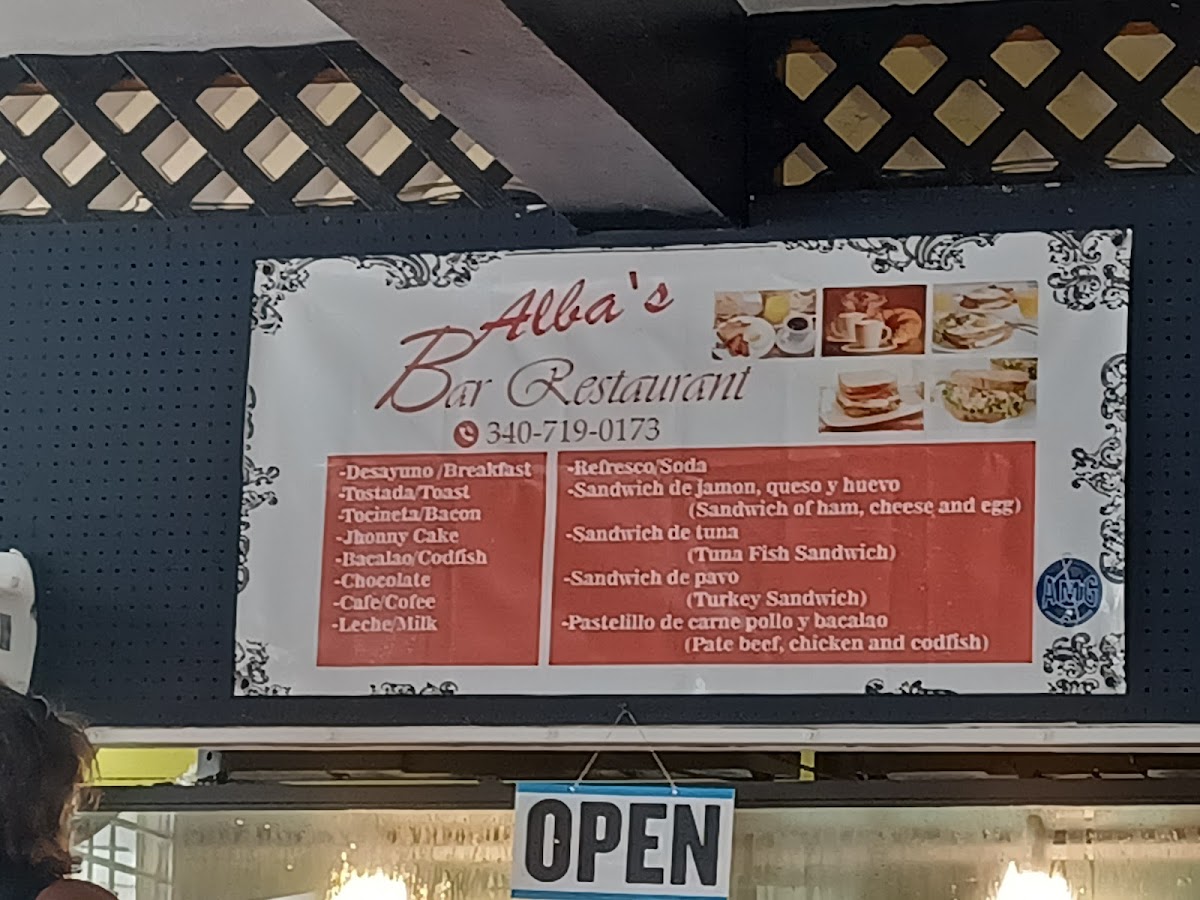 Alba's
Bar Restaurant
340-719-0173
-Desayuno/Breakfast
-Tostada/Toast
-Tocineta/Bacon
-Jhonny Cake
-Bacalao/Codfish
-Chocolate
-Cafe/Cofee
-Leche/Milk
-Refresco/Soda
-Sandwich de Jamon, queso y huevo
(Sandwich of ham, cheese and egg)
-Sandwich de tuna
(Tuna Fish Sandwich)
-Sandwich de pavo
(Turkey Sandwich)
-Pastelillo de carne pollo y bacalao
(Pate beef, chicken and codfish)
AMG
OPEN